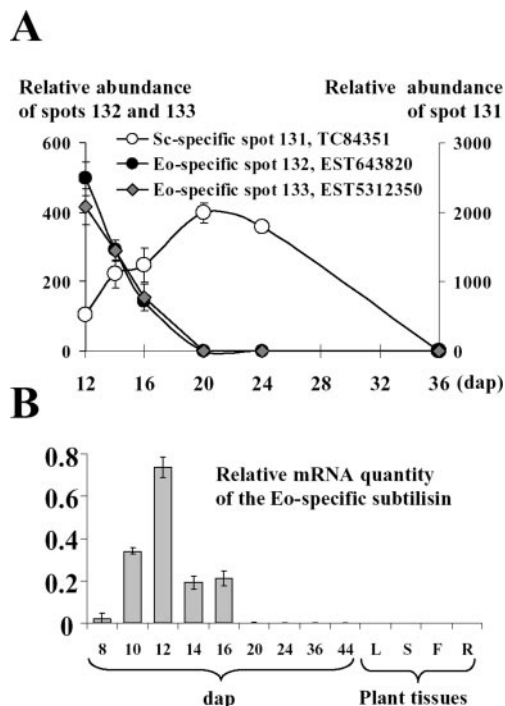 A
Relative abundance of spots 132 and 133
Relative abundance of spot 131
Sc-specific spot 131, TC84351
Eo-specific spot 132, EST643820
Eo-specific spot 133, EST5312350
600
400
200
0
3000
2000
1000
0
12 16 20 24 28 32 36 (dap)
B
Relative mRNA quantity
of the Eo-specific subtilisin
0.8
0.6
0.4
0.2
0
8 10 12 14 16 20 24 36 44 L S F R
dap Plant tissues